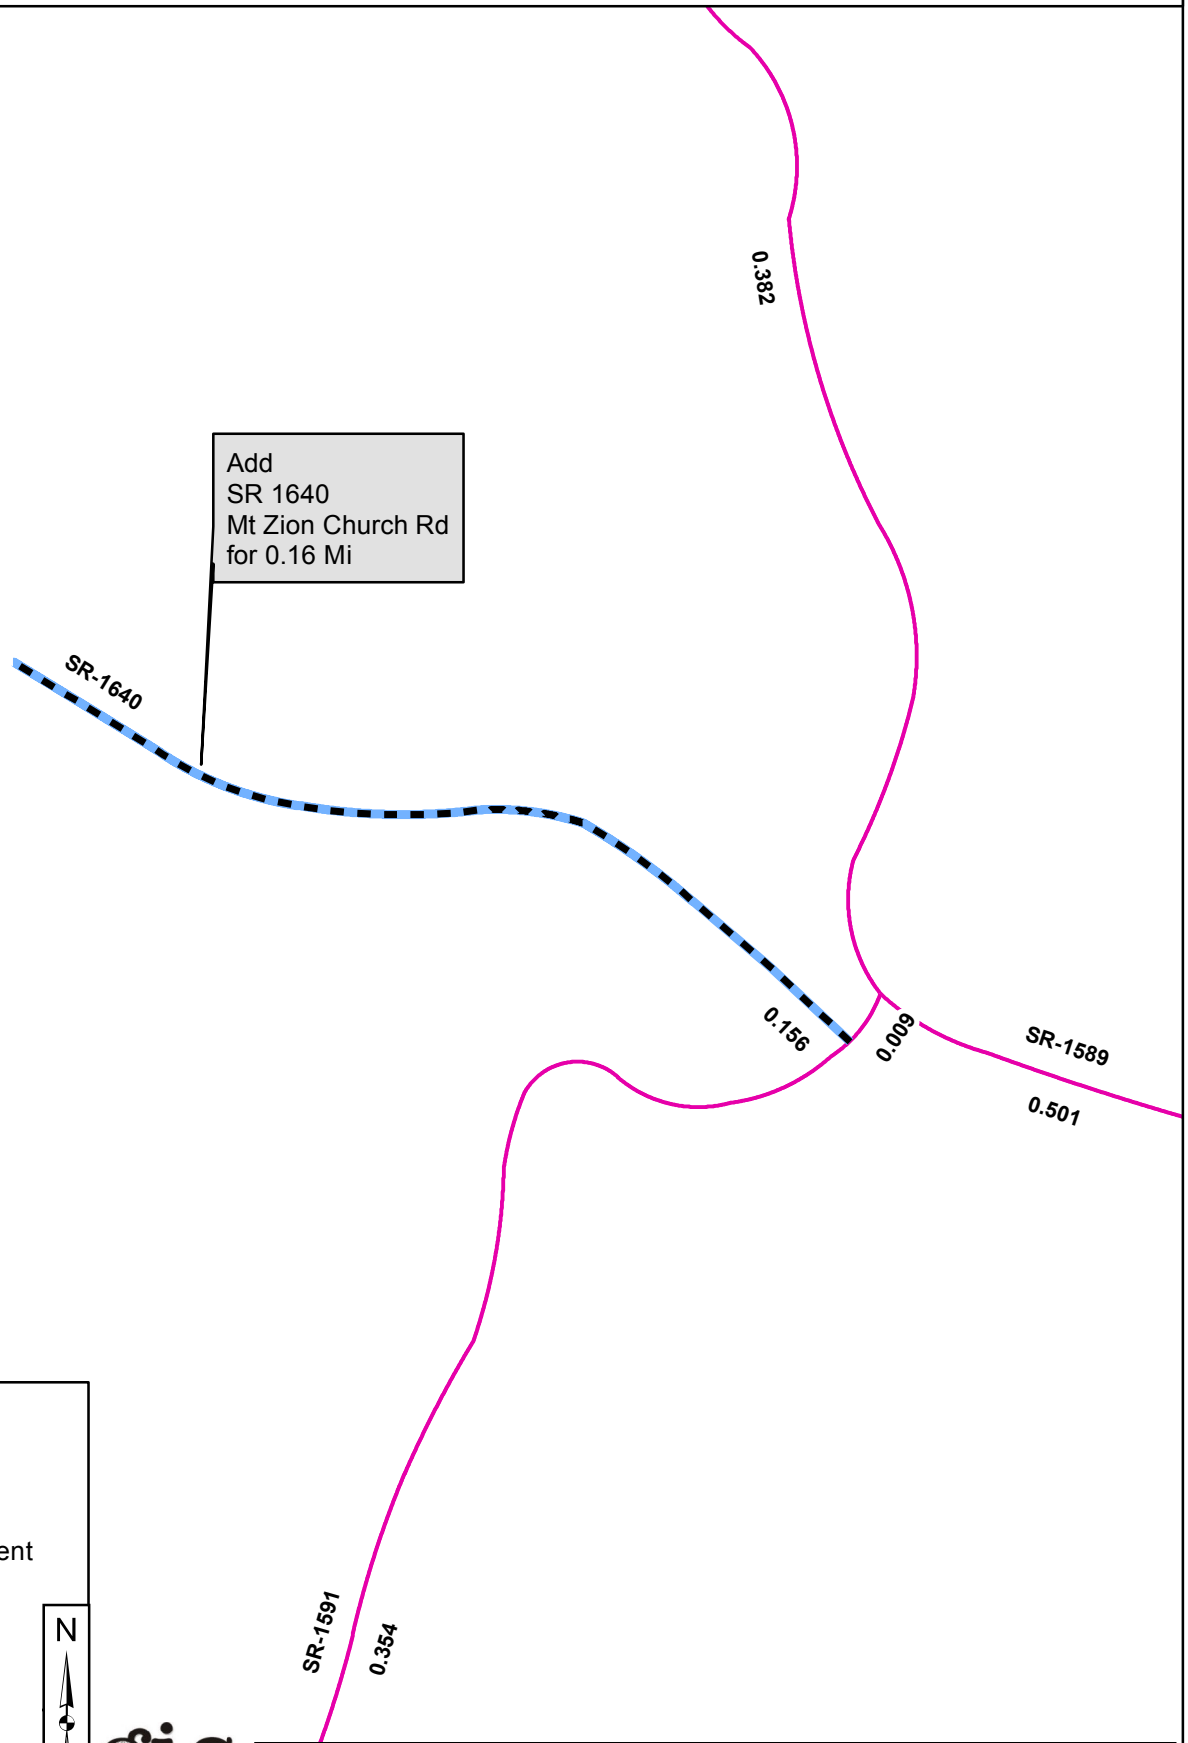 0.382
Add
SR 1640
Mt Zion Church Rd
for 0.16 Mi
SR-1640
0.156
0.009
SR-1589
0.501
ent
SR-1591
0.354
N